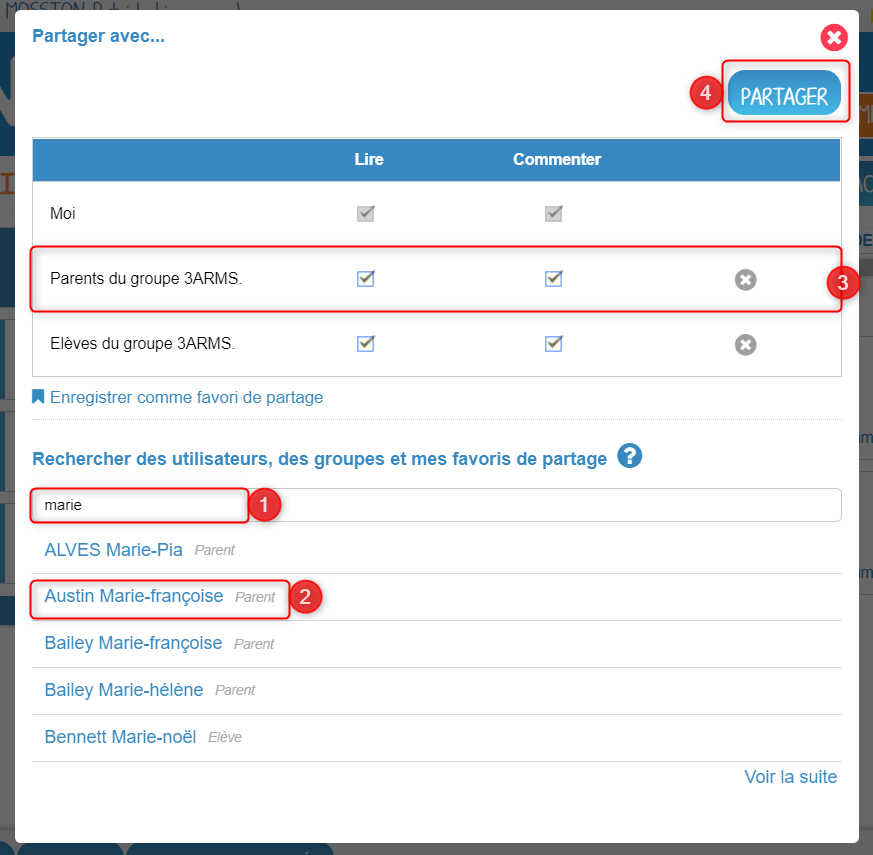 Partager avec...
4
PARTAGER
Lire Commenter
Moi
Parents du groupe 3ARMS.
3
Elèves du groupe 3ARMS.
Enregistrer comme favori de partage
Rechercher des utilisateurs, des groupes et mes favoris de partage ?
marie
1
ALVES Marie-Pia Parent
Austin Marie-françoise Parent
2
Bailey Marie-françoise Parent
Bailey Marie-hélène Parent
Bennett Marie-noël Elève
Voir la suite